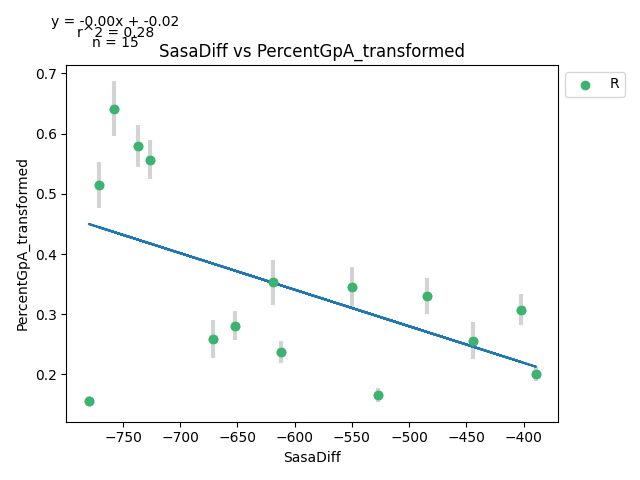 y = -0.00x + -0.02
r^2 = 0.28
n = 15
SasaDiff vs PercentGpA_transformed
R
PercentGpA_transformed
0.7
0.6
0.5
0.4
0.3
0.2
−750 −700 −650 −600 −550 −500 −450 −400
SasaDiff